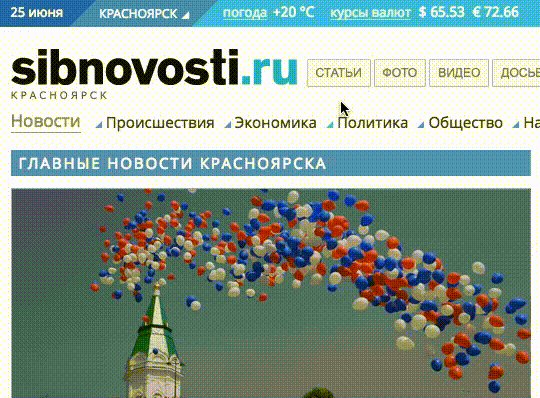 25 июня КРАСНОЯРСК погода +20 °C курсы валют $ 65.53 € 72.66
sibnovosti.ru СТАТЬИ ФОТО ВИДЕО ДОСЬЕ
КРАСНОЯРСК
Новости Происшествия Экономика Политика Общество На
ГЛАВНЫЕ НОВОСТИ КРАСНОЯРСКА